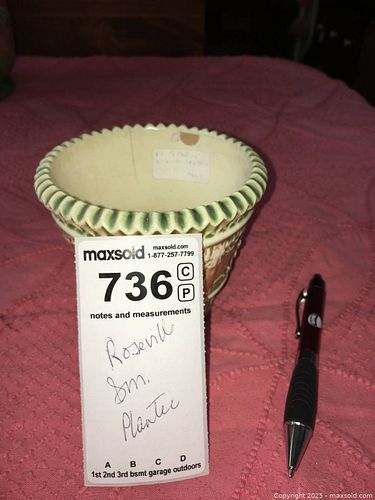 maxsold maxsold.com
1-877-257-7799
736 C
P
notes and measurements
Roseville
Sm.
Planter
A B C D
1st 2nd 3rd bsmt garage outdoors
Copyright 2025 - maxsold.com